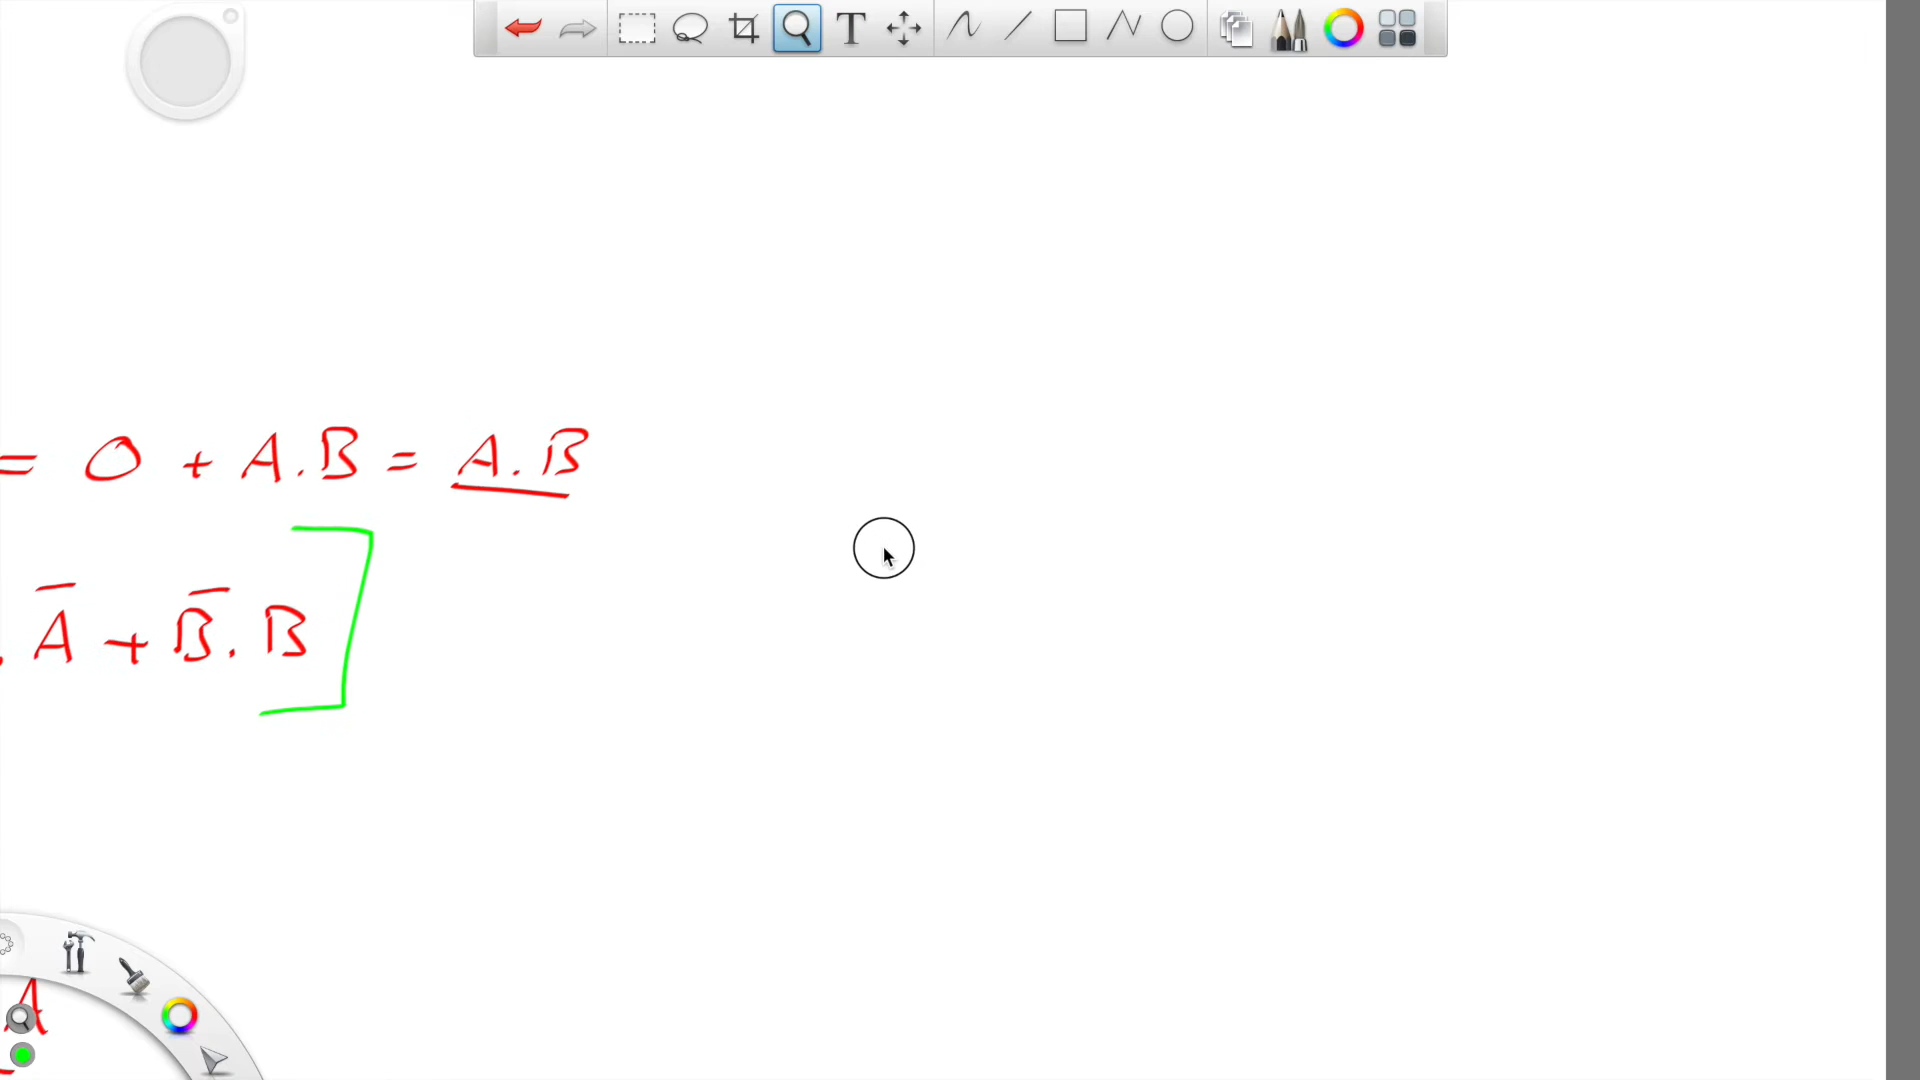 = 0 + A.B = A.B
. A̅ + B̅.B
A